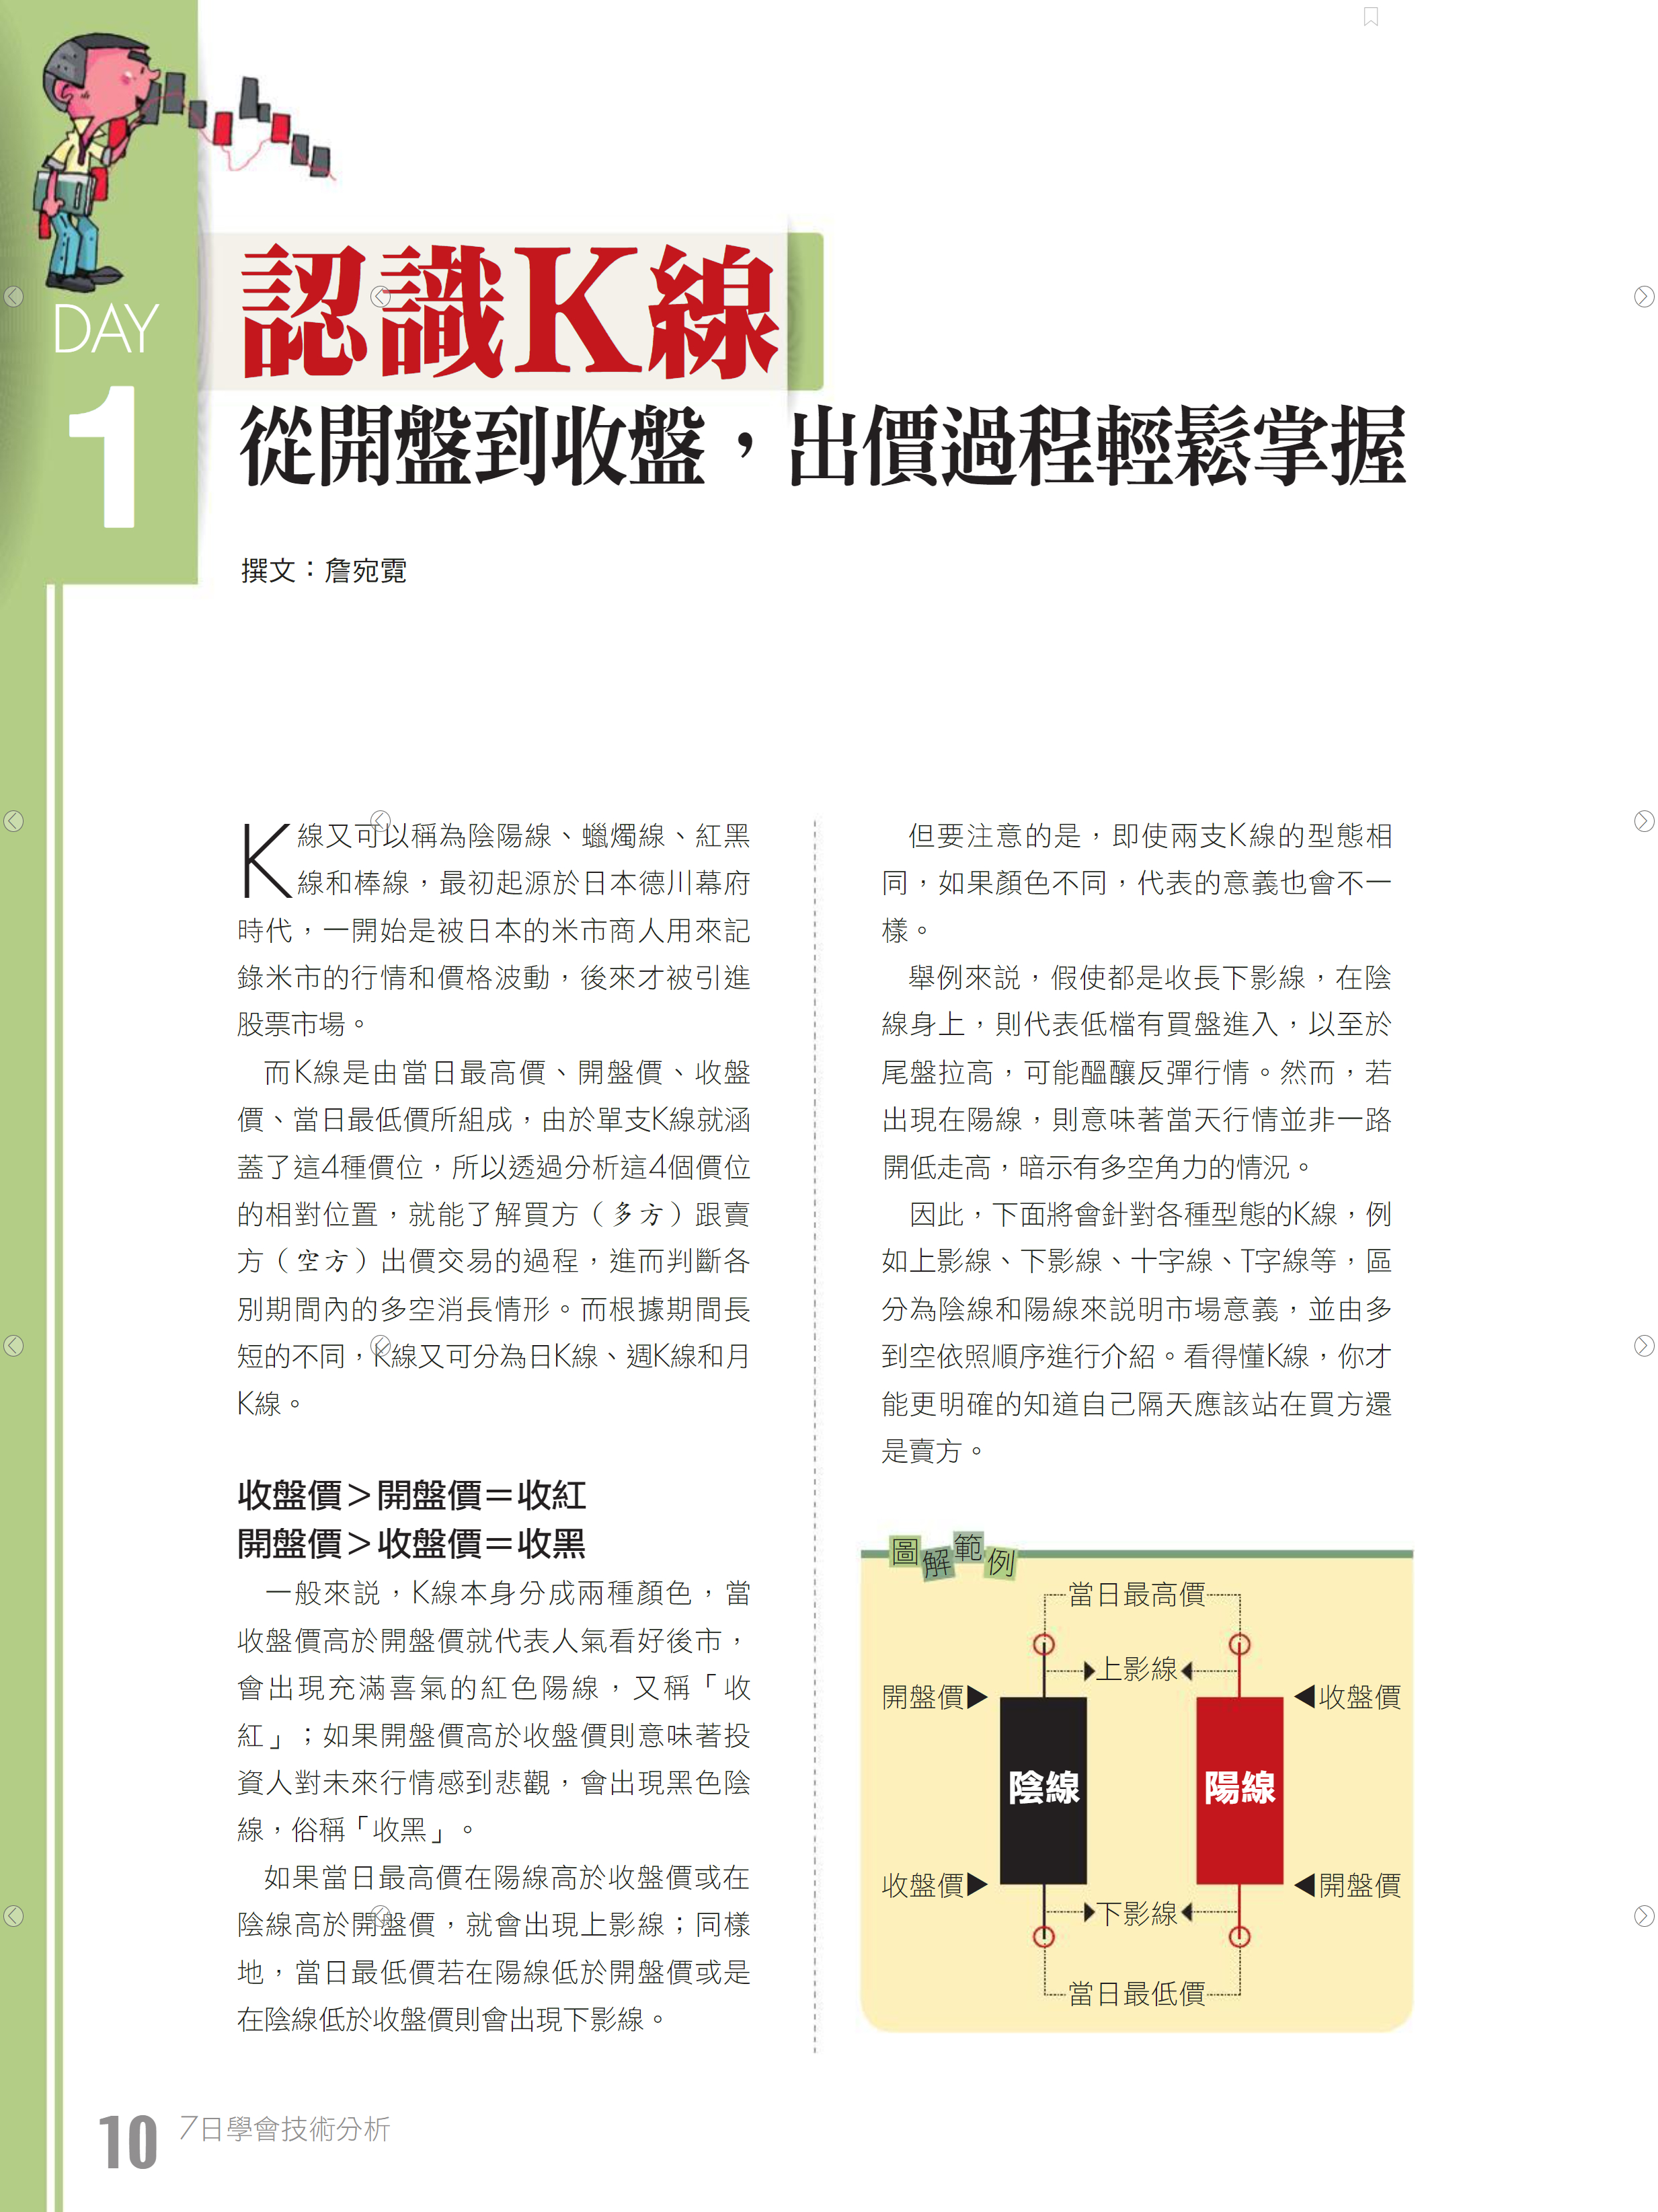 DAY
1
認識K線
從開盤到收盤，出價過程輕鬆掌握
撰文：詹宛霓
K線又可以稱為陰陽線、蠟燭線、紅黑
線和棒線，最初起源於日本德川幕府
時代，一開始是被日本的米市商人用來記
錄米市的行情和價格波動，後來才被引進
股票市場。
而K線是由當日最高價、開盤價、收盤
價、當日最低價所組成，由於單支K線就涵
蓋了這4種價位，所以透過分析這4個價位
的相對位置，就能了解買方（多方）跟賣
方（空方）出價交易的過程，進而判斷各
別期間內的多空消長情形。而根據期間長
短的不同，K線又可分為日K線、週K線和月
K線。
收盤價＞開盤價＝收紅
開盤價＞收盤價＝收黑
一般來說，K線本身分成兩種顏色，當
收盤價高於開盤價就代表人氣看好後市，
會出現充滿喜氣的紅色陽線，又稱「收
紅」；如果開盤價高於收盤價則意味著投
資人對未來行情感到悲觀，會出現黑色陰
線，俗稱「收黑」。
如果當日最高價在陽線高於收盤價或在
陰線高於開盤價，就會出現上影線；同樣
地，當日最低價若在陽線低於開盤價或是
在陰線低於收盤價則會出現下影線。
但要注意的是，即使兩支K線的型態相
同，如果顏色不同，代表的意義也會不一
樣。
舉例來說，假使都是收長下影線，在陰
線身上，則代表低檔有買盤進入，以至於
尾盤拉高，可能醞釀反彈行情。然而，若
出現在陽線，則意味著當天行情並非一路
開低走高，暗示有多空角力的情況。
因此，下面將會針對各種型態的K線，例
如上影線、下影線、十字線、T字線等，區
分為陰線和陽線來說明市場意義，並由多
到空依照順序進行介紹。看得懂K線，你才
能更明確的知道自己隔天應該站在買方還
是賣方。
圖解範例
當日最高價
上影線
開盤價▶ ◀收盤價
陰線 陽線
收盤價▶ ◀開盤價
下影線
當日最低價
10 7日學會技術分析